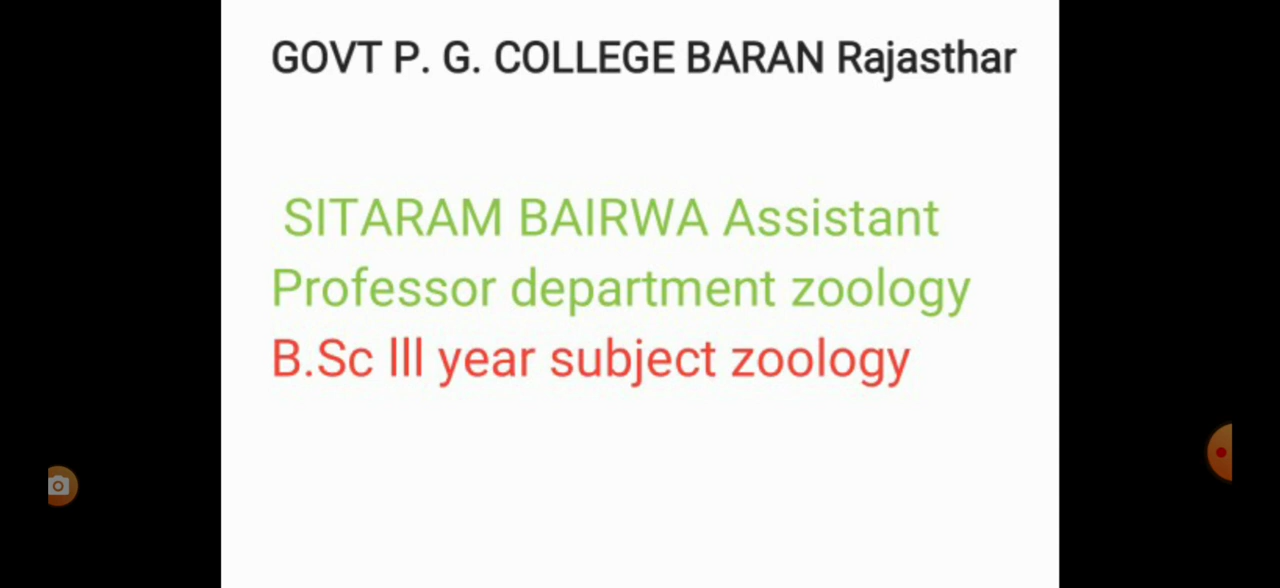 GOVT P. G. COLLEGE BARAN Rajasthar
SITARAM BAIRWA Assistant
Professor department zoology
B.Sc lll year subject zoology